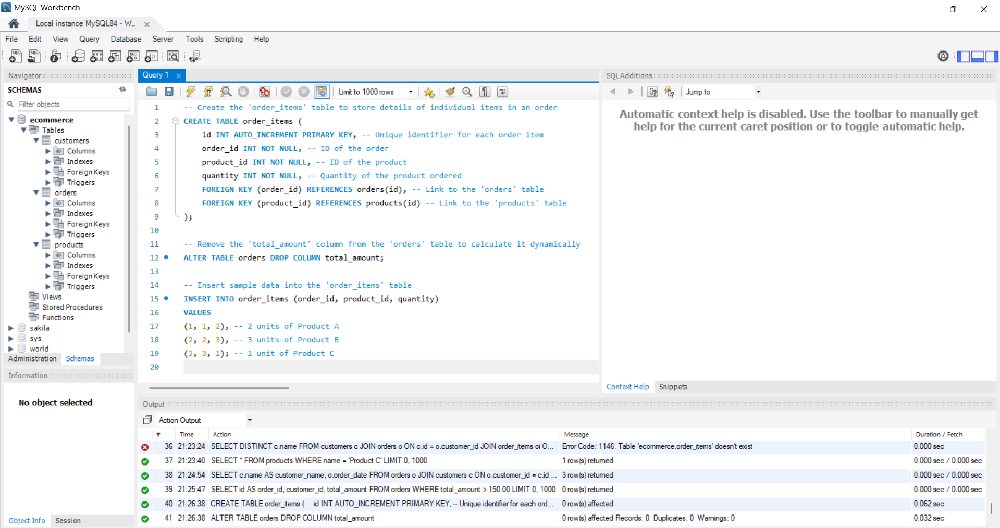 MySQL Workbench
Local instance MySQL84 - W...
File Edit View Query Database Server Tools Scripting Help
Navigator
SCHEMAS
Filter objects
ecommerce
Tables
customers
Columns
Indexes
Foreign Keys
Triggers
orders
Columns
Indexes
Foreign Keys
Triggers
products
Columns
Indexes
Foreign Keys
Triggers
Views
Stored Procedures
Functions
sakila
sys
world
Administration Schemas
Information
No object selected
Object Info Session
Query 1
Limit to 1000 rows
1 -- Create the 'order_items' table to store details of individual items in an order
2 CREATE TABLE order_items (
3 id INT AUTO_INCREMENT PRIMARY KEY, -- Unique identifier for each order item
4 order_id INT NOT NULL, -- ID of the order
5 product_id INT NOT NULL, -- ID of the product
6 quantity INT NOT NULL, -- Quantity of the product ordered
7 FOREIGN KEY (order_id) REFERENCES orders(id), -- Link to the 'orders' table
8 FOREIGN KEY (product_id) REFERENCES products(id) -- Link to the 'products' table
9 );
10
11 -- Remove the 'total_amount' column from the 'orders' table to calculate it dynamically
12 ALTER TABLE orders DROP COLUMN total_amount;
13
14 -- Insert sample data into the 'order_items' table
15 INSERT INTO order_items (order_id, product_id, quantity)
16 VALUES
17 (1, 1, 2), -- 2 units of Product A
18 (2, 2, 3), -- 3 units of Product B
19 (3, 3, 1); -- 1 unit of Product C
20
SQLAdditions
Jump to
Automatic context help is disabled. Use the toolbar to manually get
help for the current caret position or to toggle automatic help.
Context Help Snippets
Output
Action Output
# Time Action Message Duration / Fetch
36 21:23:24 SELECT DISTINCT c.name FROM customers c JOIN orders o ON c.id = o.customer_id JOIN order_items oi O... Error Code: 1146. Table 'ecommerce.order_items' doesn't exist 0.000 sec
37 21:23:40 SELECT * FROM products WHERE name = 'Product C' LIMIT 0, 1000 1 row(s) returned 0.000 sec / 0.000 sec
38 21:24:54 SELECT c.name AS customer_name, o.order_date FROM orders o JOIN customers c ON o.customer_id = c.id ... 3 row(s) returned 0.000 sec / 0.000 sec
39 21:25:47 SELECT id AS order_id, customer_id, total_amount FROM orders WHERE total_amount > 150.00 LIMIT 0, 1000 0 row(s) returned 0.000 sec / 0.000 sec
40 21:26:38 CREATE TABLE order_items ( id INT AUTO_INCREMENT PRIMARY KEY, -- Unique identifier for each ord... 0 row(s) affected 0.062 sec
41 21:26:38 ALTER TABLE orders DROP COLUMN total_amount 0 row(s) affected Records: 0 Duplicates: 0 Warnings: 0 0.032 sec